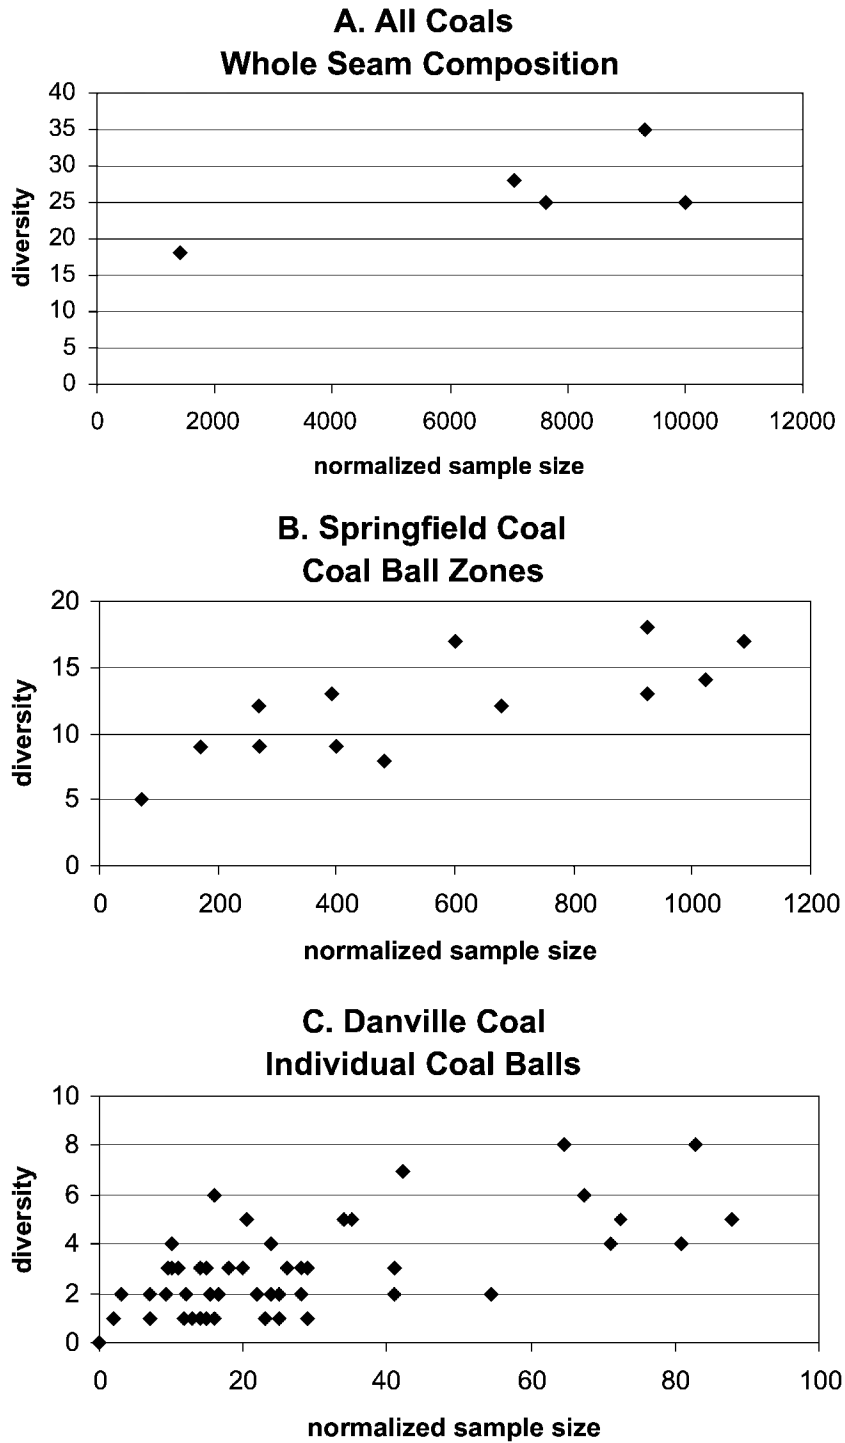 A. All Coals
Whole Seam Composition
40
35
30
25
20
15
10
5
0
diversity
0 2000 4000 6000 8000 10000 12000
normalized sample size
B. Springfield Coal
Coal Ball Zones
20
15
10
5
0
diversity
0 200 400 600 800 1000 1200
normalized sample size
C. Danville Coal
Individual Coal Balls
10
8
6
4
2
0
diversity
0 20 40 60 80 100
normalized sample size